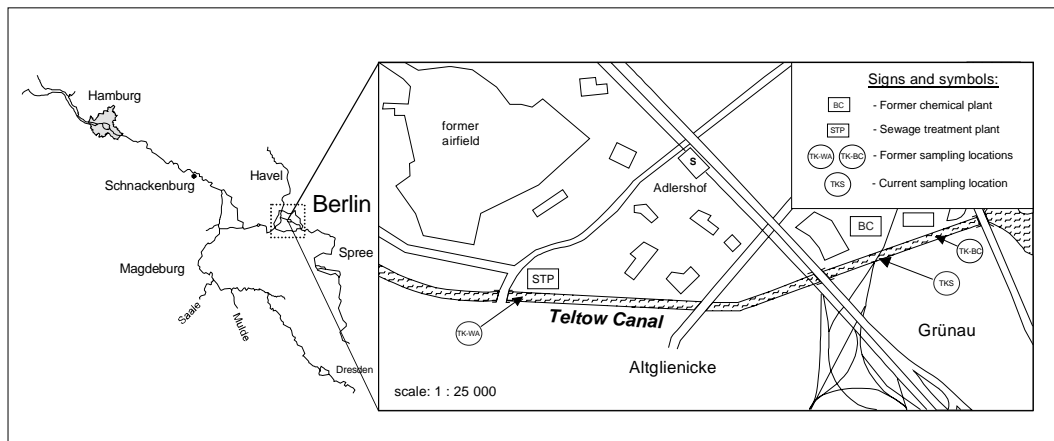 Hamburg
Schnackenburg
Havel
Berlin
Spree
Magdeburg
Saale
Mulde
Dresden
former
airfield
S
Adlershof
STP
BC
TK-WA
TK-BC
TKS
Teltow Canal
Altglienicke
Grünau
scale: 1 : 25 000
Signs and symbols:
BC - Former chemical plant
STP - Sewage treatment plant
TK-WA TK-BC - Former sampling locations
TKS - Current sampling location